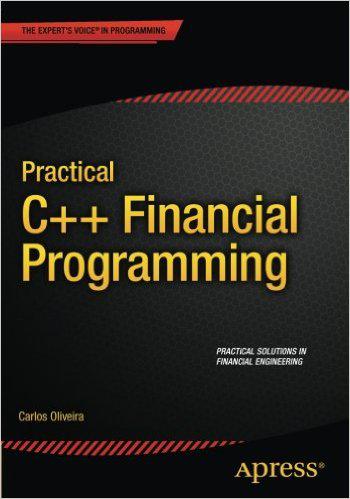 THE EXPERT'S VOICE® IN PROGRAMMING
Practical
C++ Financial
Programming
PRACTICAL SOLUTIONS IN
FINANCIAL ENGINEERING
Carlos Oliveira
Apress®